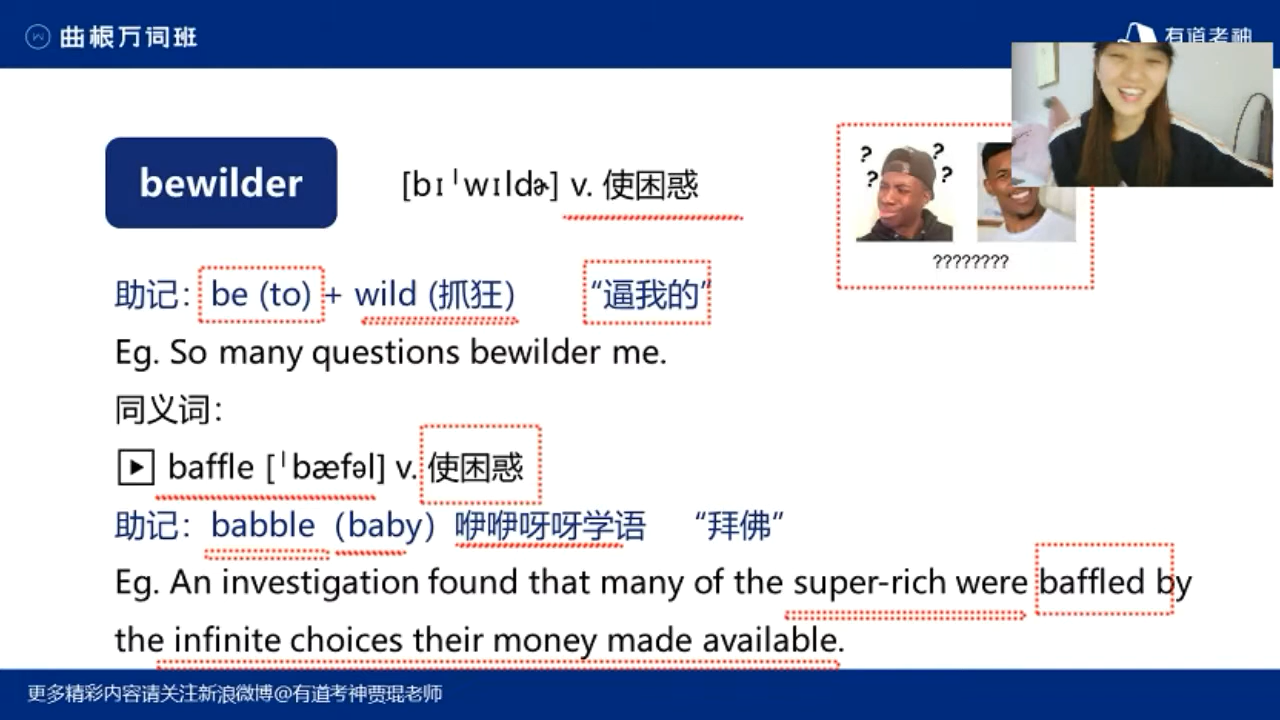 曲根万词班
有道考神
bewilder
[bɪˈwɪldɚ] v. 使困惑
? ? ? ?
????????
助记： be (to) + wild (抓狂) “逼我的”
Eg. So many questions bewilder me.
同义词：
baffle [ˈbæfəl] v. 使困惑
助记： babble（baby）咿咿呀呀学语 “拜佛”
Eg. An investigation found that many of the super-rich were baffled by
the infinite choices their money made available.
更多精彩内容请关注新浪微博@有道考神贾琨老师